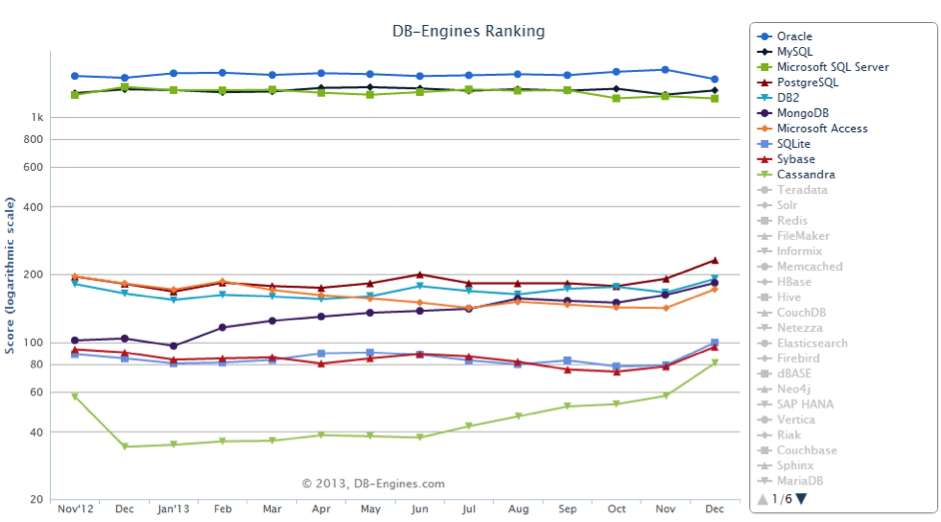 DB-Engines Ranking
Score (logarithmic scale)
1k
800
600
400
200
100
80
60
40
20
Nov'12 Dec Jan'13 Feb Mar Apr May Jun Jul Aug Sep Oct Nov Dec
© 2013, DB-Engines.com
Oracle
MySQL
Microsoft SQL Server
PostgreSQL
DB2
MongoDB
Microsoft Access
SQLite
Sybase
Cassandra
Teradata
Solr
Redis
FileMaker
Informix
Memcached
HBase
Hive
CouchDB
Netezza
Elasticsearch
Firebird
dBASE
Neo4j
SAP HANA
Vertica
Riak
Couchbase
Sphinx
MariaDB
1/6